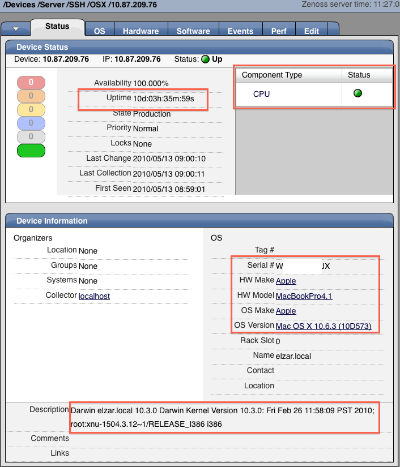 /Devices /Server /SSH /OSX /10.87.209.76 Zenoss server time: 11:27:0
Status OS Hardware Software Events Perf Edit
Device Status
Device: 10.87.209.76 IP: 10.87.209.76 Status: Up
0
0
0
0
0
Availability 100.000%
Uptime 10d:03h:35m:59s
State Production
Priority Normal
Locks None
Last Change 2010/05/13 09:00:10
Last Collection 2010/05/13 09:00:11
First Seen 2010/05/13 08:59:01
Component Type Status
CPU
Device Information
Organizers
Location None
Groups None
Systems None
Collector localhost
OS
Tag #
Serial # W JX
HW Make Apple
HW Model MacBookPro4,1
OS Make Apple
OS Version Mac OS X 10.6.3 (10D573)
Rack Slot 0
Name elzar.local
Contact
Location
Description Darwin elzar.local 10.3.0 Darwin Kernel Version 10.3.0: Fri Feb 26 11:58:09 PST 2010;
root:xnu-1504.3.12~1/RELEASE_I386 i386
Comments
Links